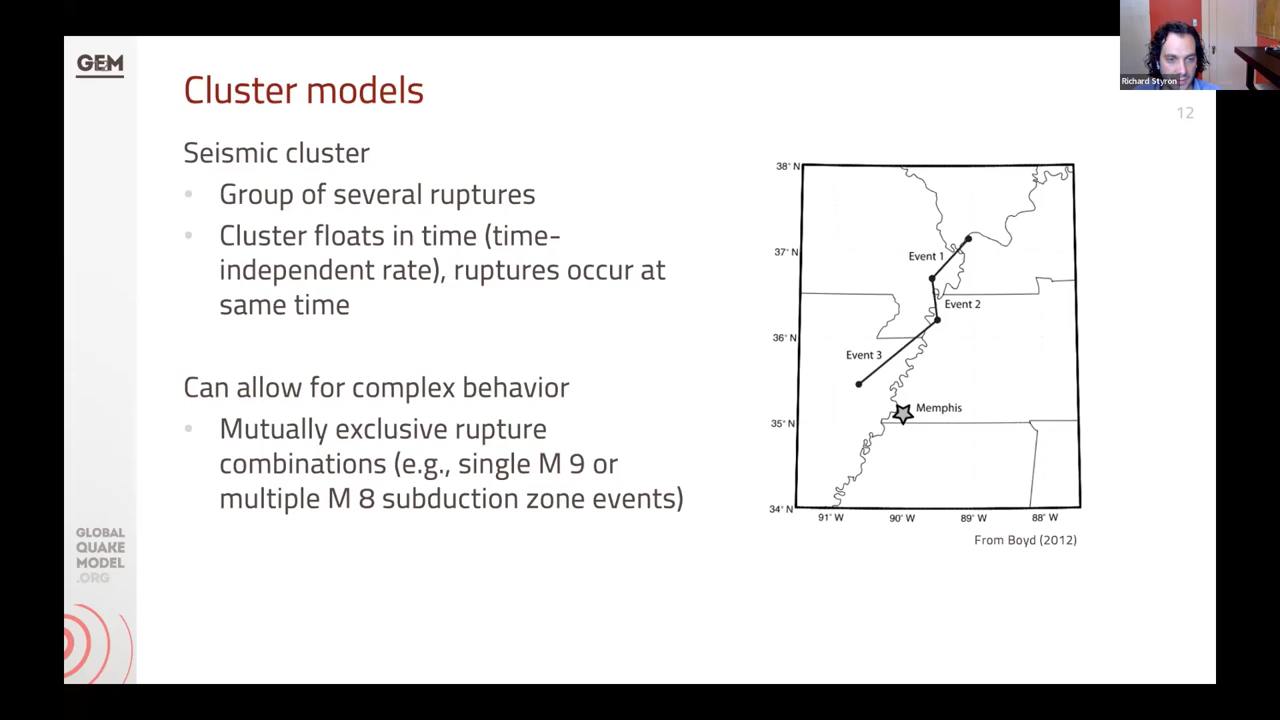 GEM
Cluster models
Richard Styron
12
Seismic cluster
• Group of several ruptures
• Cluster floats in time (time-
independent rate), ruptures occur at
same time
Can allow for complex behavior
• Mutually exclusive rupture
combinations (e.g., single M 9 or
multiple M 8 subduction zone events)
38° N
37° N
36° N
35° N
34° N
Event 1
Event 2
Event 3
Memphis
91° W 90° W 89° W 88° W
From Boyd (2012)
GLOBAL
QUAKE
MODEL
.ORG